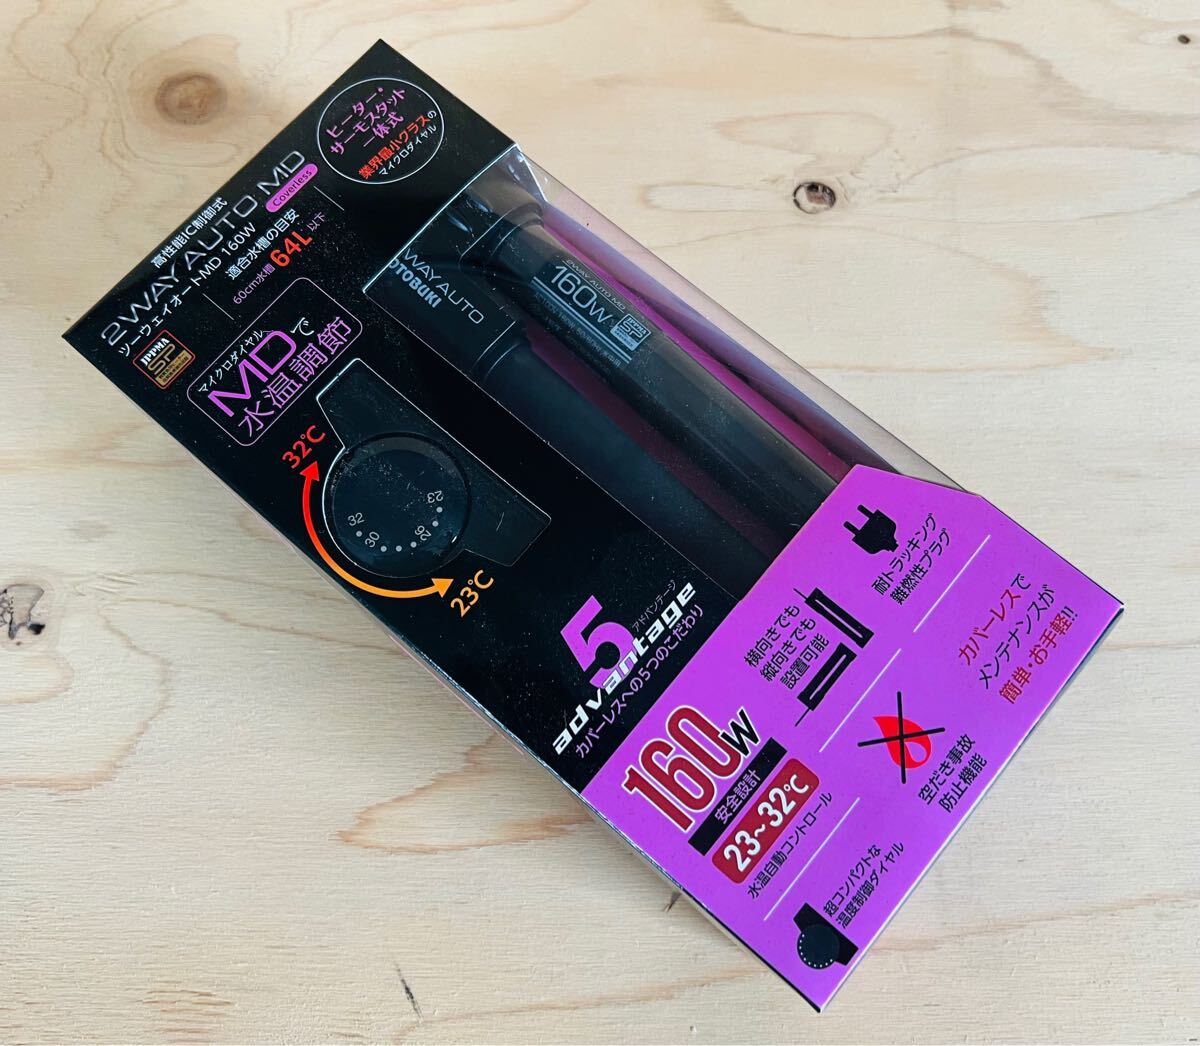 ヒーター・
サーモスタット
一体式
業界最小クラスの
マイクロダイヤル
高性能IC制御式
2WAY AUTO MD
Coverless
ツーウェイオートMD 160W
適合水槽の目安
60cm水槽 64L 以下
JPPMA
SP
マイクロダイヤル
MDで
水温調節
32℃
23℃
32
30
26
23
WAY AUTO
OTOBUKI
2WAY AUTO MD
160W
SP
5
アドバンテージ
advantage
カバーレスへの5つのこだわり
160W
安全設計
23~32℃
水温自動コントロール
横向きでも
縦向きでも
設置可能
耐トラッキング
難燃性プラグ
カバーレスで
メンテナンスが
簡単・お手軽!!
空だき事故
防止機能
超コンパクトな
温度制御ダイヤル